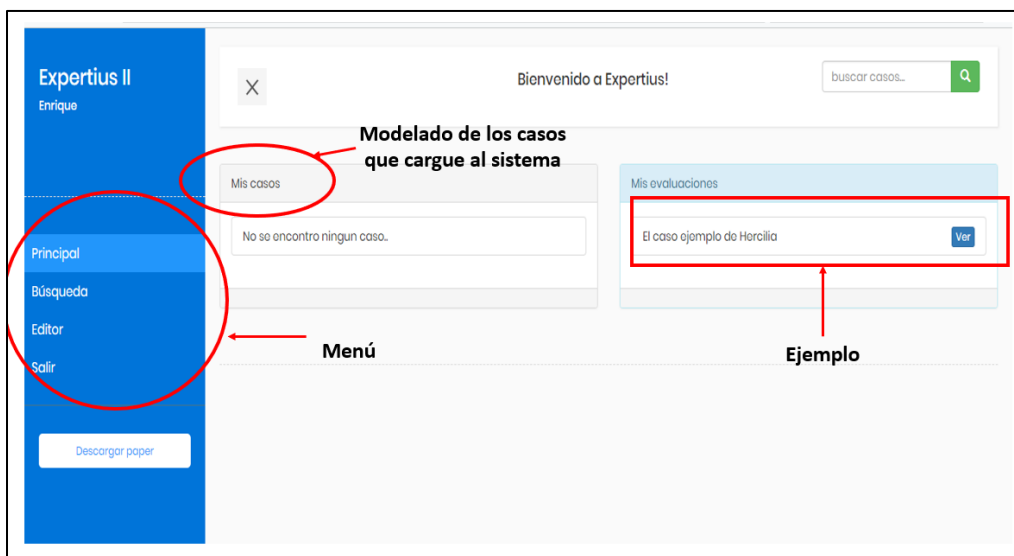 Expertius II
Enrique
X
Bienvenido a Expertius!
buscar casos..
Modelado de los casos
que cargue al sistema
Mis casos
No se encontro ningun caso..
Mis evaluaciones
El caso ejemplo de Hercilia
Ver
Principal
Búsqueda
Editor
Salir
Menú
Ejemplo
Descargar paper